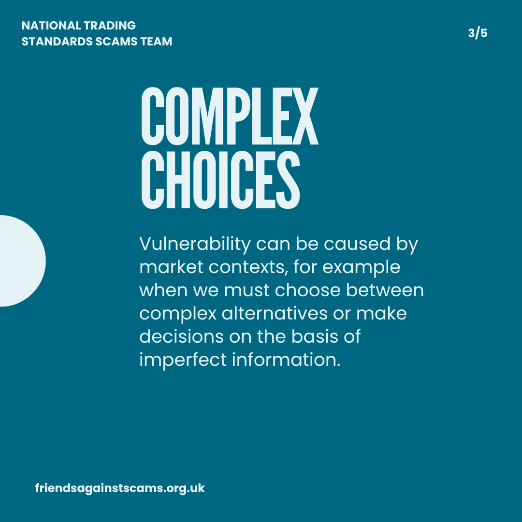 NATIONAL TRADING
STANDARDS SCAMS TEAM
3/5
COMPLEX
CHOICES
Vulnerability can be caused by
market contexts, for example
when we must choose between
complex alternatives or make
decisions on the basis of
imperfect information.
friendsagainstscams.org.uk